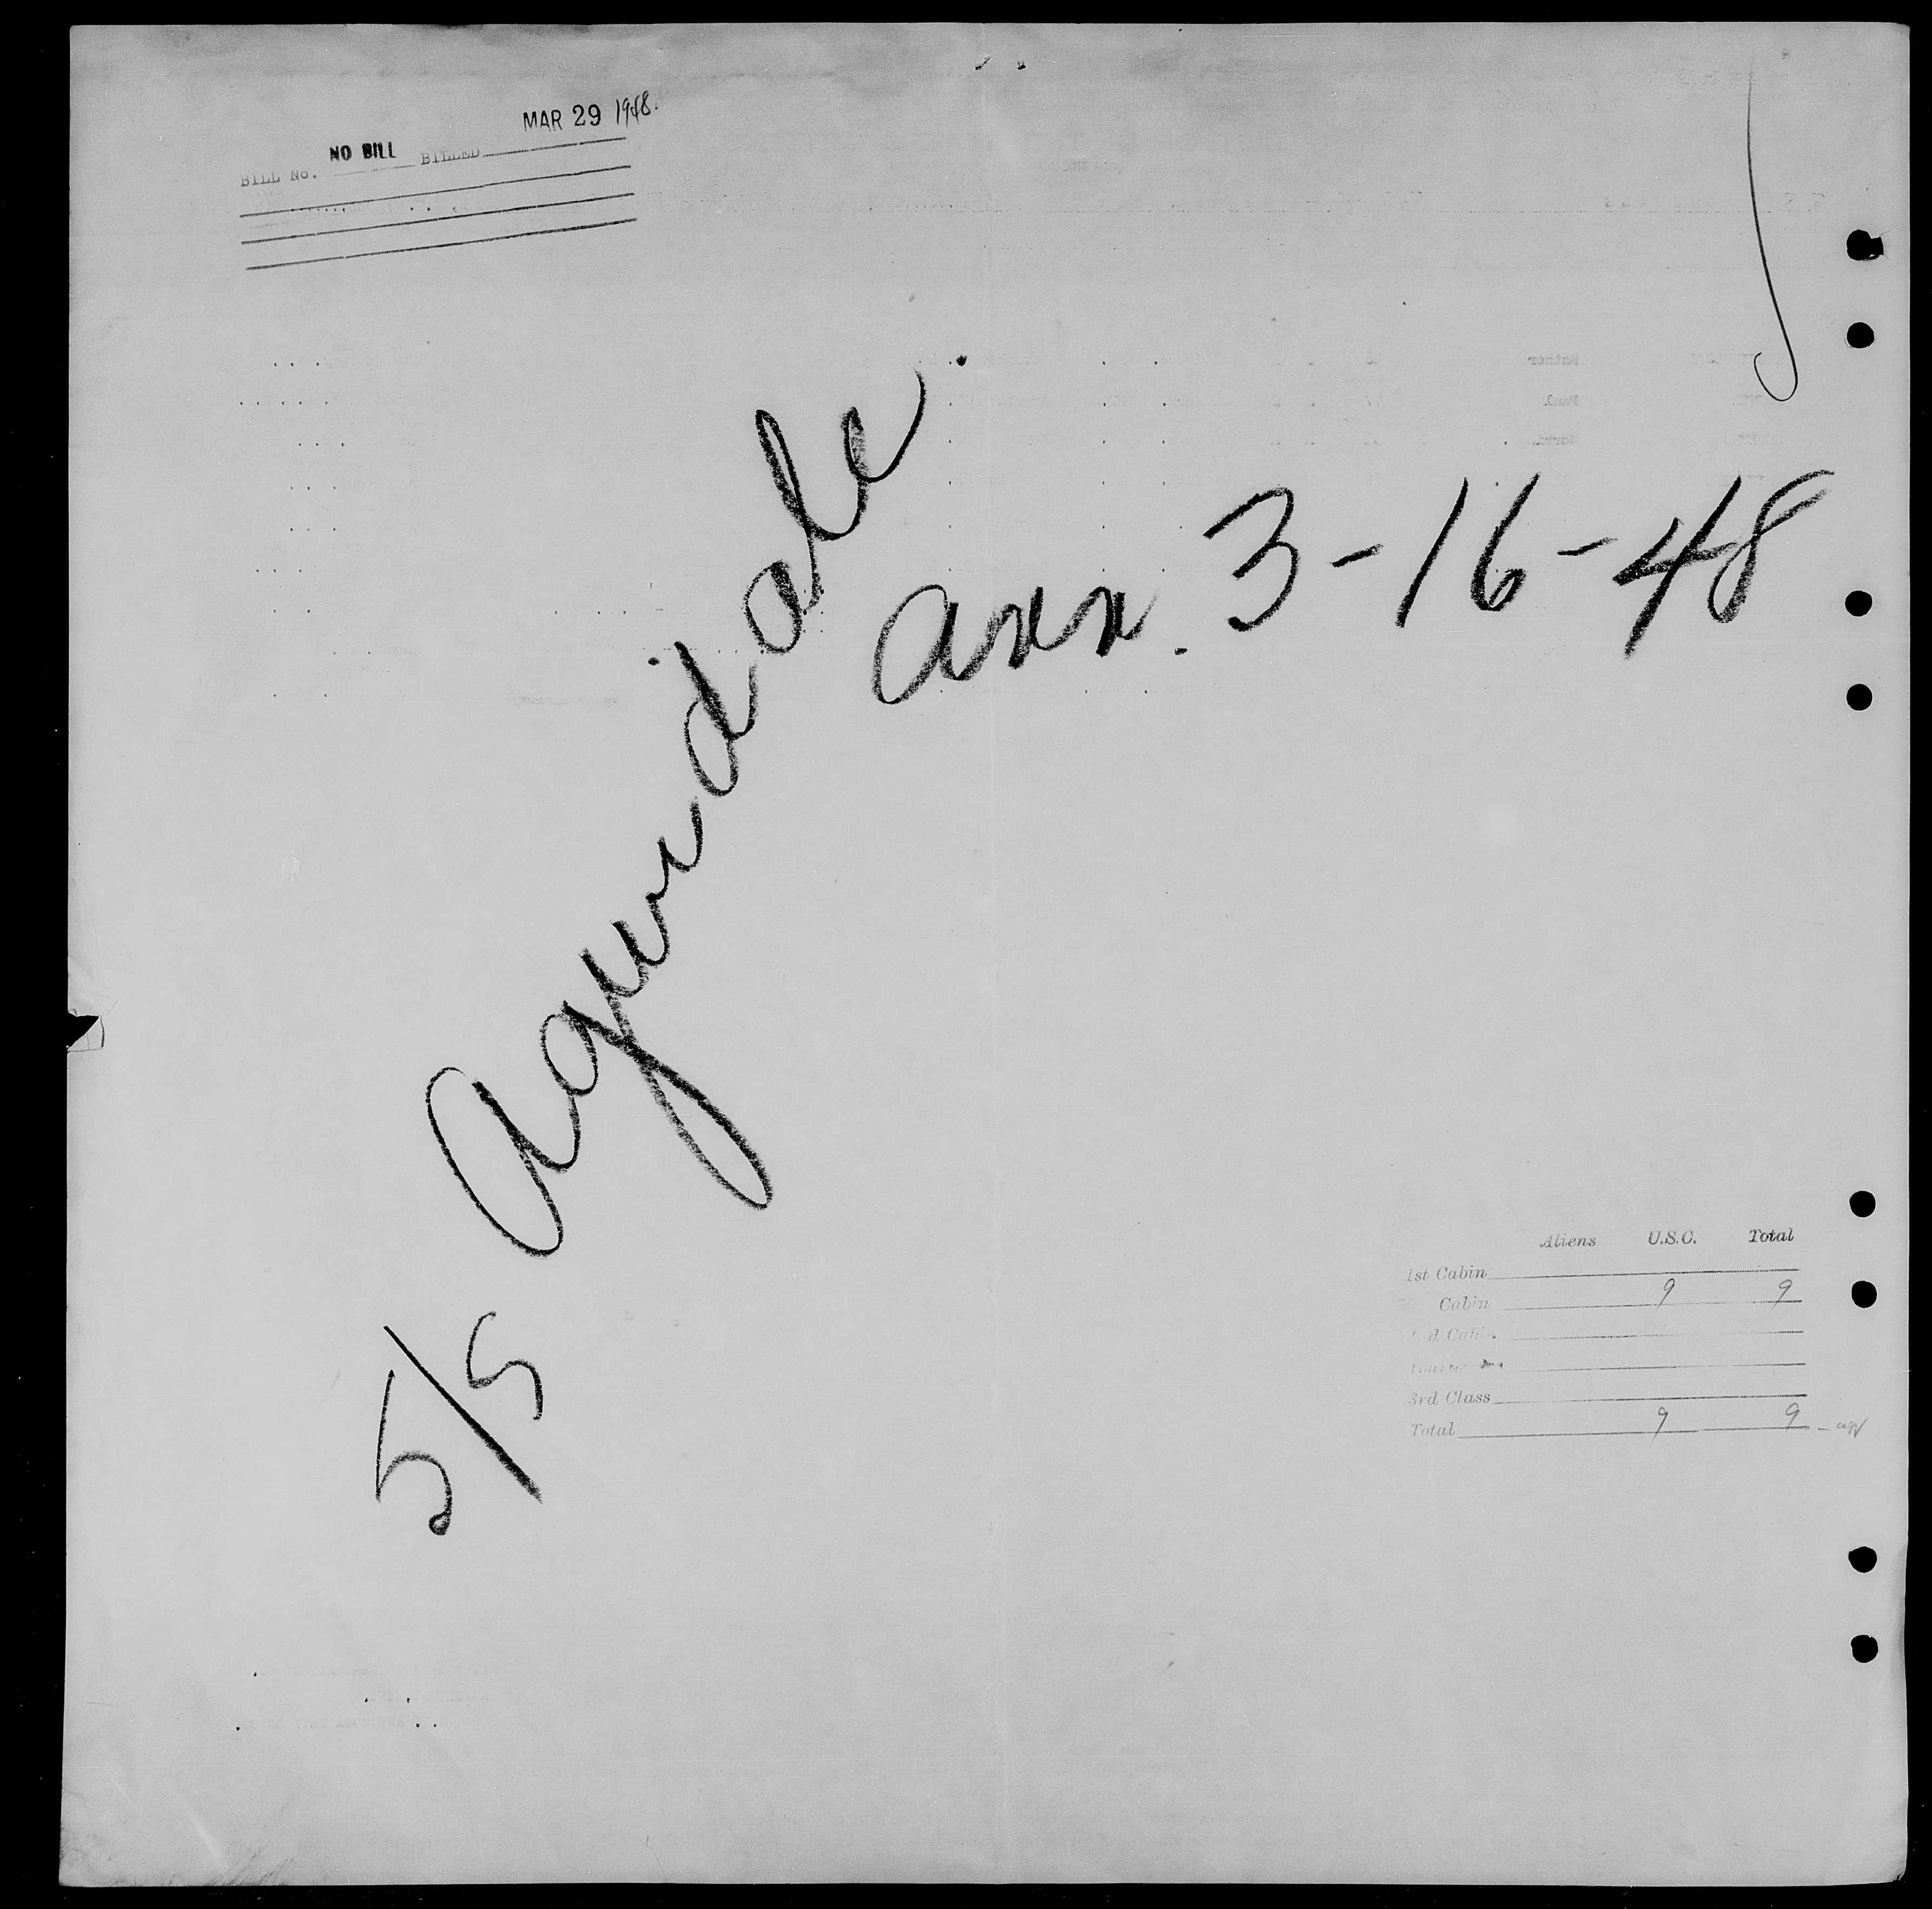 MAR 29 1948.
BILL No. NO BILL BILLED
S/S Agwidale.
arr. 3-16-48
Aliens U.S.C. Total
1st Cabin
Cabin 9 9
3rd Class
Total 9 9